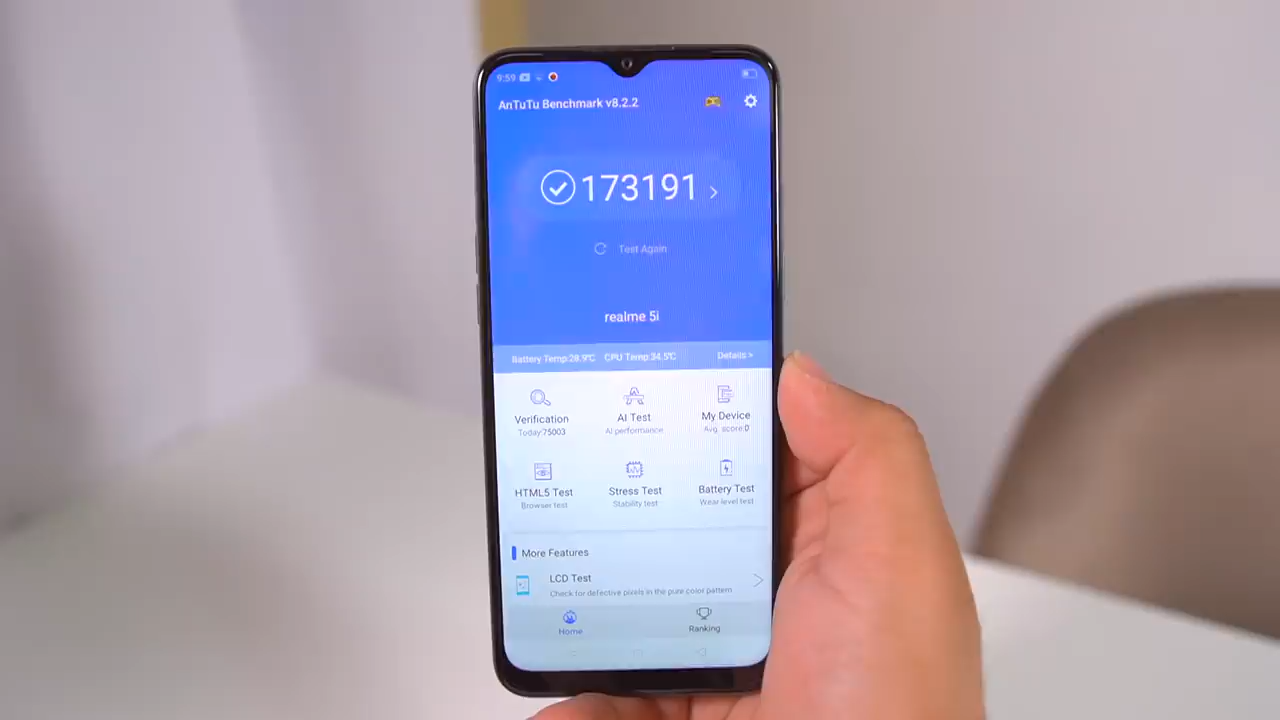 9:59
AnTuTu Benchmark v8.2.2
173191
Test Again
realme 5i
Battery Temp:28.9℃ CPU Temp:34.5℃ Details >
Verification AI Test My Device
Today:75003 AI performance Avg. score:0
HTML5 Test Stress Test Battery Test
Browser test Stability test Wear level test
More Features
LCD Test
Check for defective pixels in the pure color pattern
Home Ranking